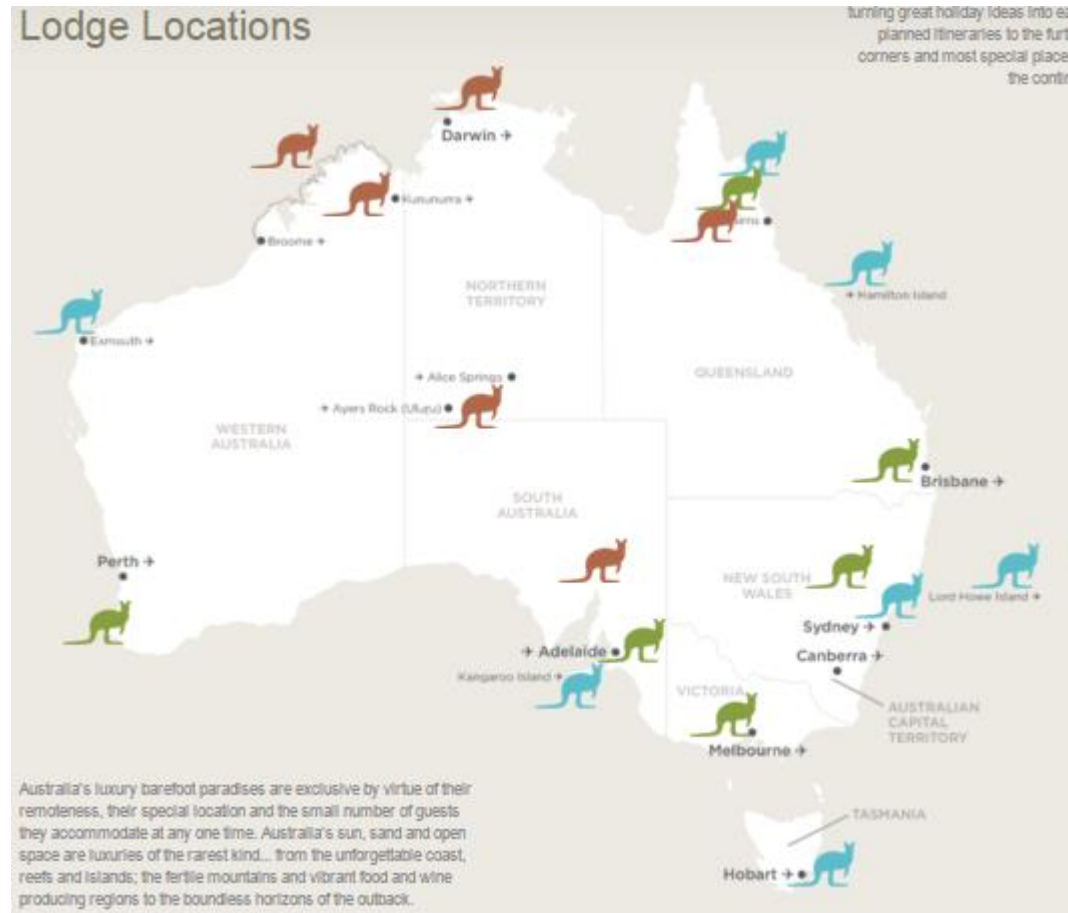 Lodge Locations
turning great holiday ideas into
planned itineraries to the
corners and most special
the
Darwin
Kununurra
Broome
NORTHERN
TERRITORY
Hamilton Island
Exmouth
Alice Springs
QUEENSLAND
Ayers Rock (Uluru)
WESTERN
AUSTRALIA
Brisbane
SOUTH
AUSTRALIA
Perth
NEW SOUTH
WALES
Lord Howe Island
Sydney
Adelaide
Canberra
Kangaroo Island
VICTORIA
AUSTRALIAN
CAPITAL
TERRITORY
Melbourne
Australia's luxury barefoot paradises are exclusive by virtue of their
remoteness, their special location and the small number of guests
they accommodate at any one time. Australia's sun, sand and open
space are luxuries of the rarest kind... from the unforgettable coast,
reefs and islands; the fertile mountains and vibrant food and wine
producing regions to the boundless horizons of the outback.
TASMANIA
Hobart